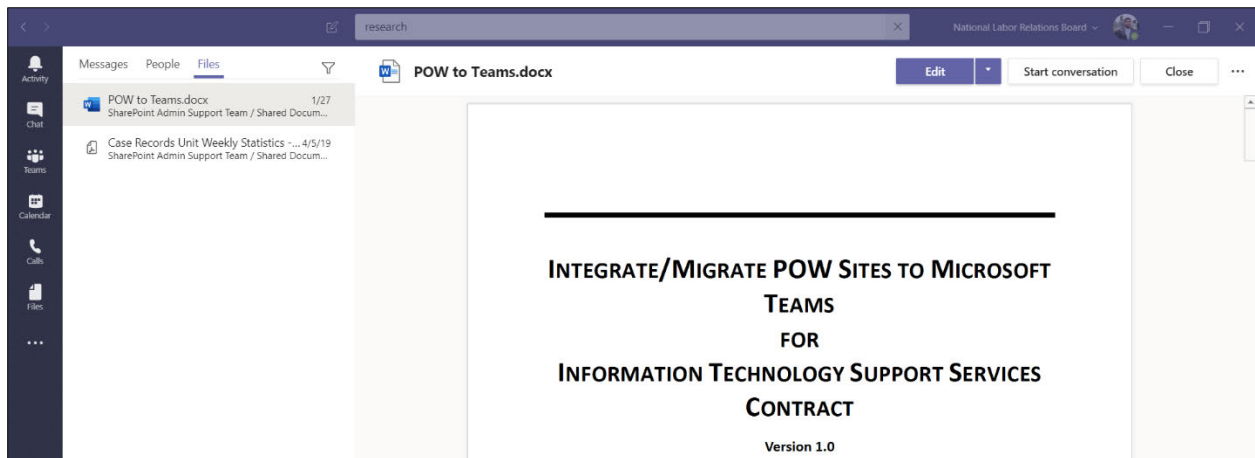 research
National Labor Relations Board
Activity
Chat
Teams
Calendar
Calls
Files
Messages People Files
POW to Teams.docx 1/27
SharePoint Admin Support Team / Shared Docum...
Case Records Unit Weekly Statistics -... 4/5/19
SharePoint Admin Support Team / Shared Docum...
POW to Teams.docx
Edit Start conversation Close
INTEGRATE/MIGRATE POW SITES TO MICROSOFT
TEAMS
FOR
INFORMATION TECHNOLOGY SUPPORT SERVICES
CONTRACT
Version 1.0